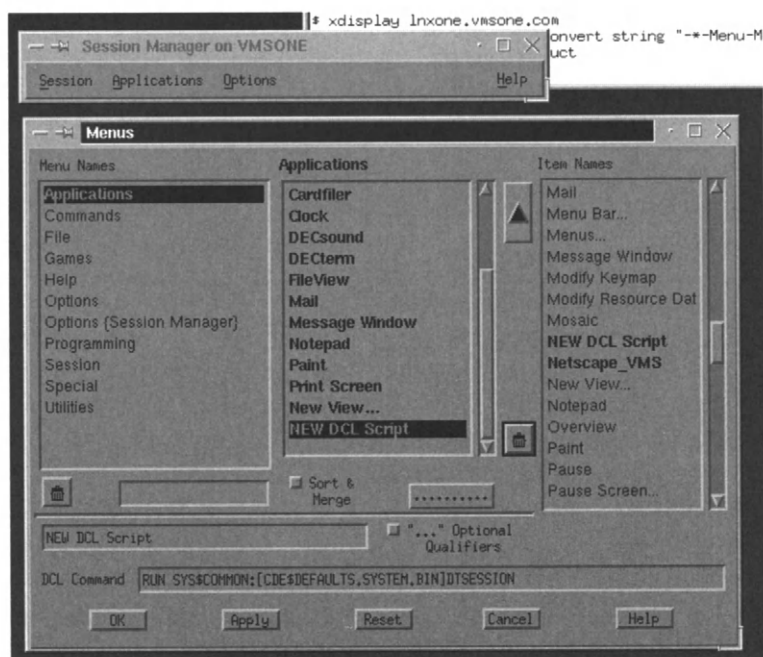 $ xdisplay lnxone.vmsone.com
onvert string "-*-Menu-M
uct
Session Manager on VMSONE
Session Applications Options Help
Menus
Menu Names
Applications
Commands
File
Games
Help
Options
Options {Session Manager}
Programming
Session
Special
Utilities
Applications
Cardfiler
Clock
DECsound
DECterm
FileView
Mail
Message Window
Notepad
Paint
Print Screen
New View...
NEW DCL Script
Item Names
Mail
Menu Bar...
Menus...
Message Window
Modify Keymap
Modify Resource Dat
Mosaic
NEW DCL Script
Netscape_VMS
New View...
Notepad
Overview
Paint
Pause
Pause Screen...
Sort &
Merge
..........
NEW DCL Script
"..." Optional
Qualifiers
DCL Command RUN SYS$COMMON:[CDE$DEFAULTS.SYSTEM.BIN]DTSESSION
OK Apply Reset Cancel Help